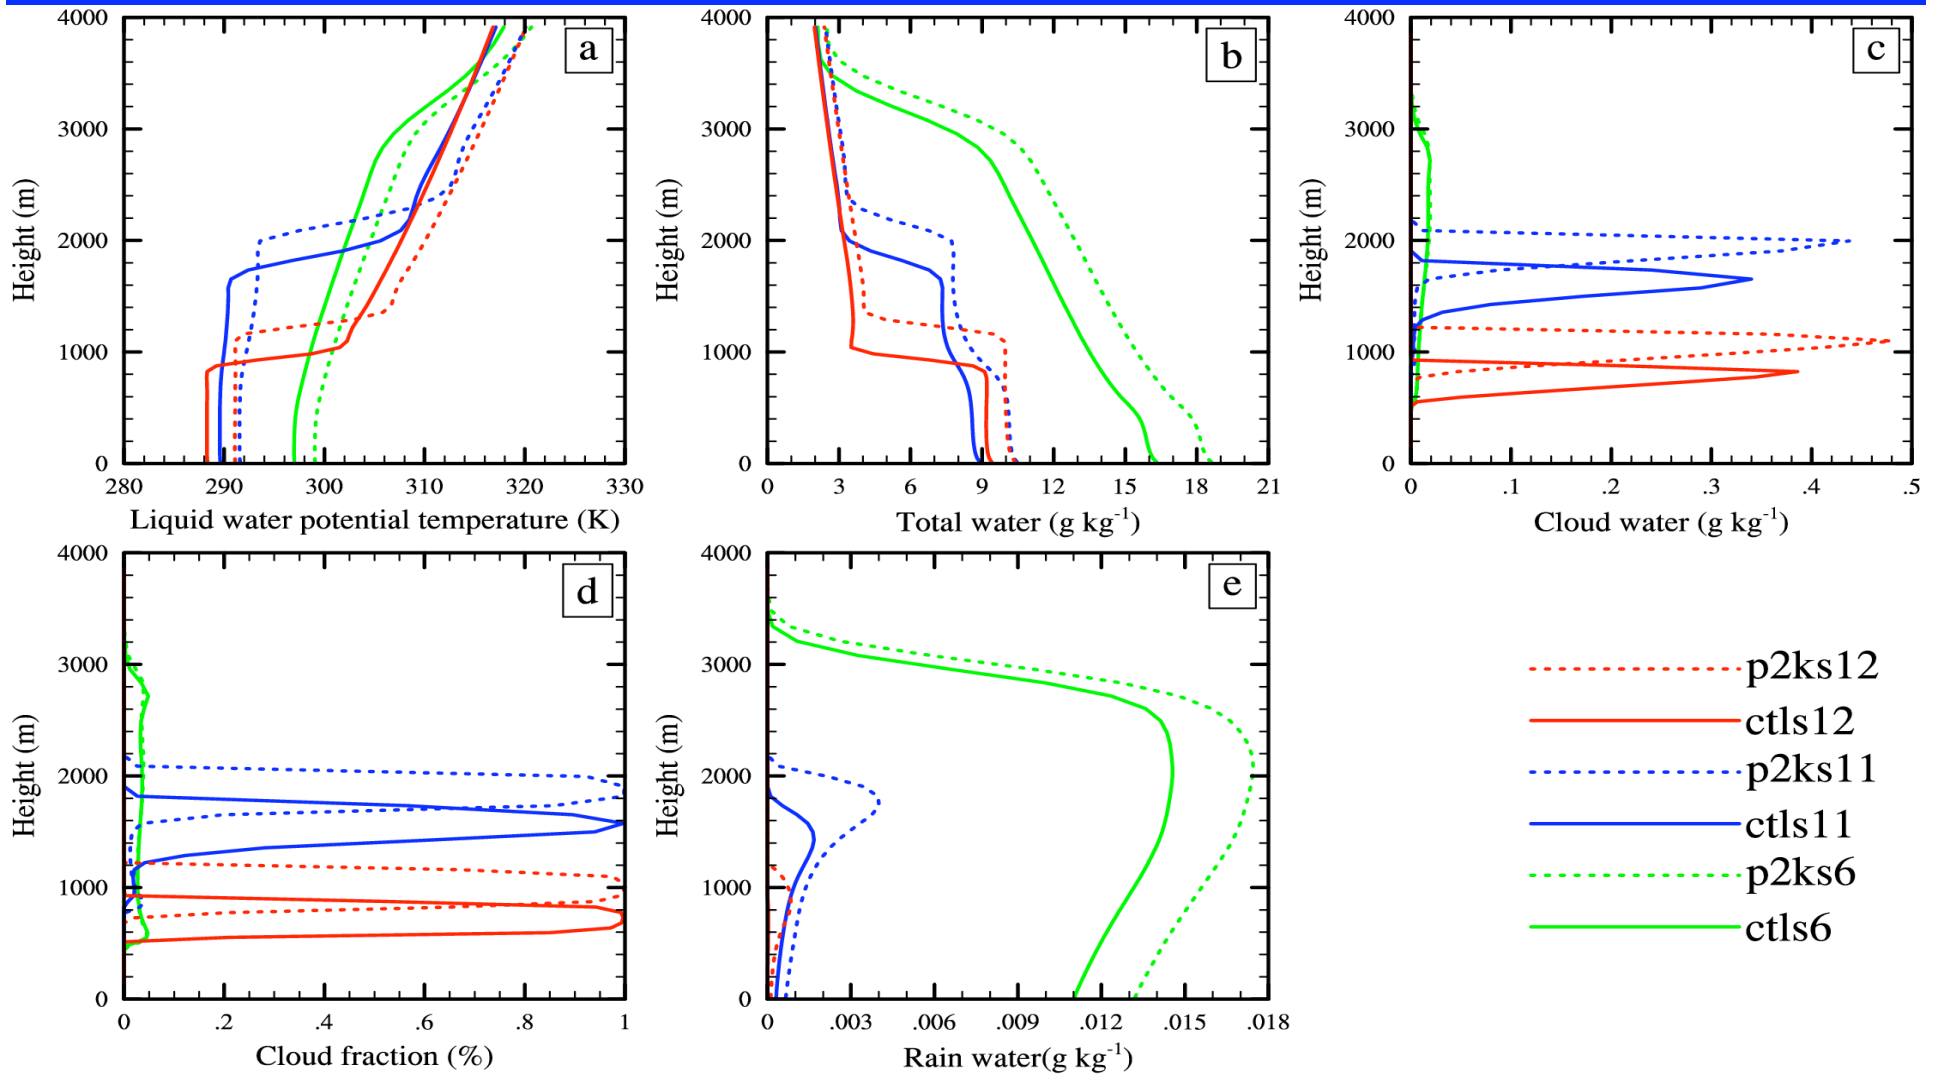 4000
3000
2000
1000
0
Height (m)
a
280 290 300 310 320 330
Liquid water potential temperature (K)
4000
3000
2000
1000
0
Height (m)
b
0 3 6 9 12 15 18 21
Total water (g kg⁻¹)
4000
3000
2000
1000
0
Height (m)
c
0 .1 .2 .3 .4 .5
Cloud water (g kg⁻¹)
4000
3000
2000
1000
0
Height (m)
d
0 .2 .4 .6 .8 1
Cloud fraction (%)
4000
3000
2000
1000
0
Height (m)
e
0 .003 .006 .009 .012 .015 .018
Rain water(g kg⁻¹)
p2ks12
ctls12
p2ks11
ctls11
p2ks6
ctls6